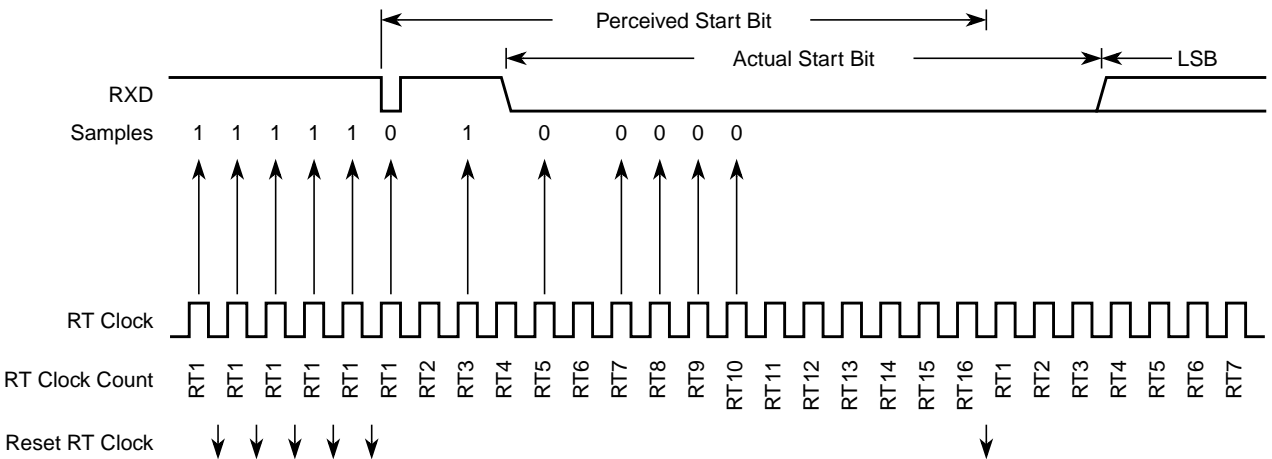 Perceived Start Bit
Actual Start Bit LSB
RXD
Samples 1 1 1 1 1 0 1 0 0 0 0 0
RT Clock
RT Clock Count RT1 RT1 RT1 RT1 RT1 RT1 RT2 RT3 RT4 RT5 RT6 RT7 RT8 RT9 RT10 RT11 RT12 RT13 RT14 RT15 RT16 RT1 RT2 RT3 RT4 RT5 RT6 RT7
Reset RT Clock